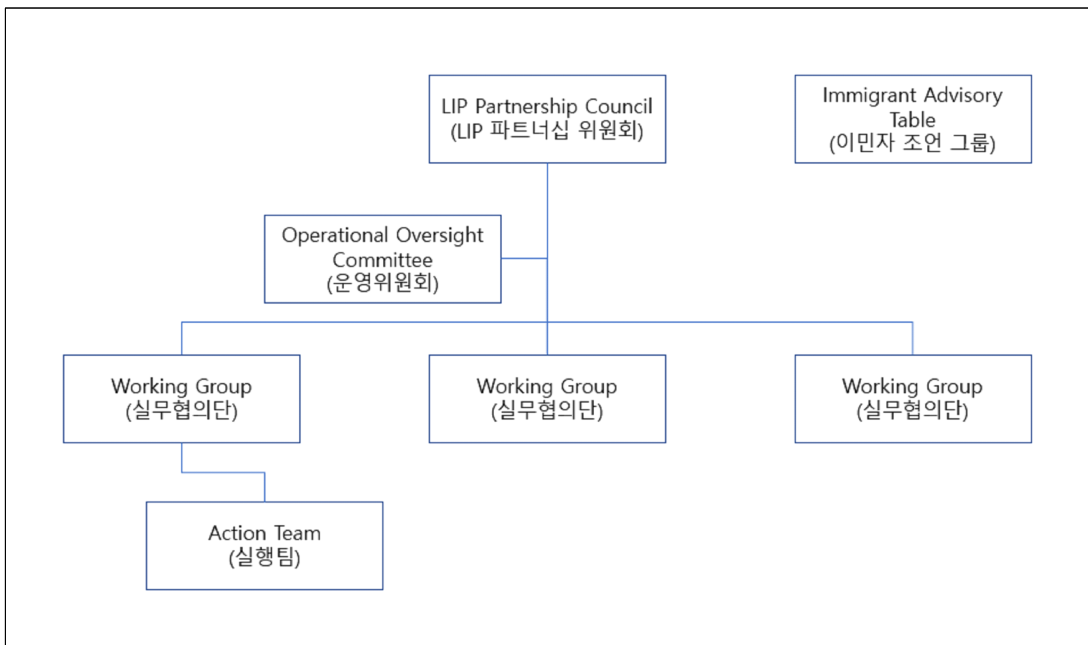 LIP Partnership Council
(LIP 파트너십 위원회)
Immigrant Advisory
Table
(이민자 조언 그룹)
Operational Oversight
Committee
(운영위원회)
Working Group
(실무협의단)
Working Group
(실무협의단)
Working Group
(실무협의단)
Action Team
(실행팀)